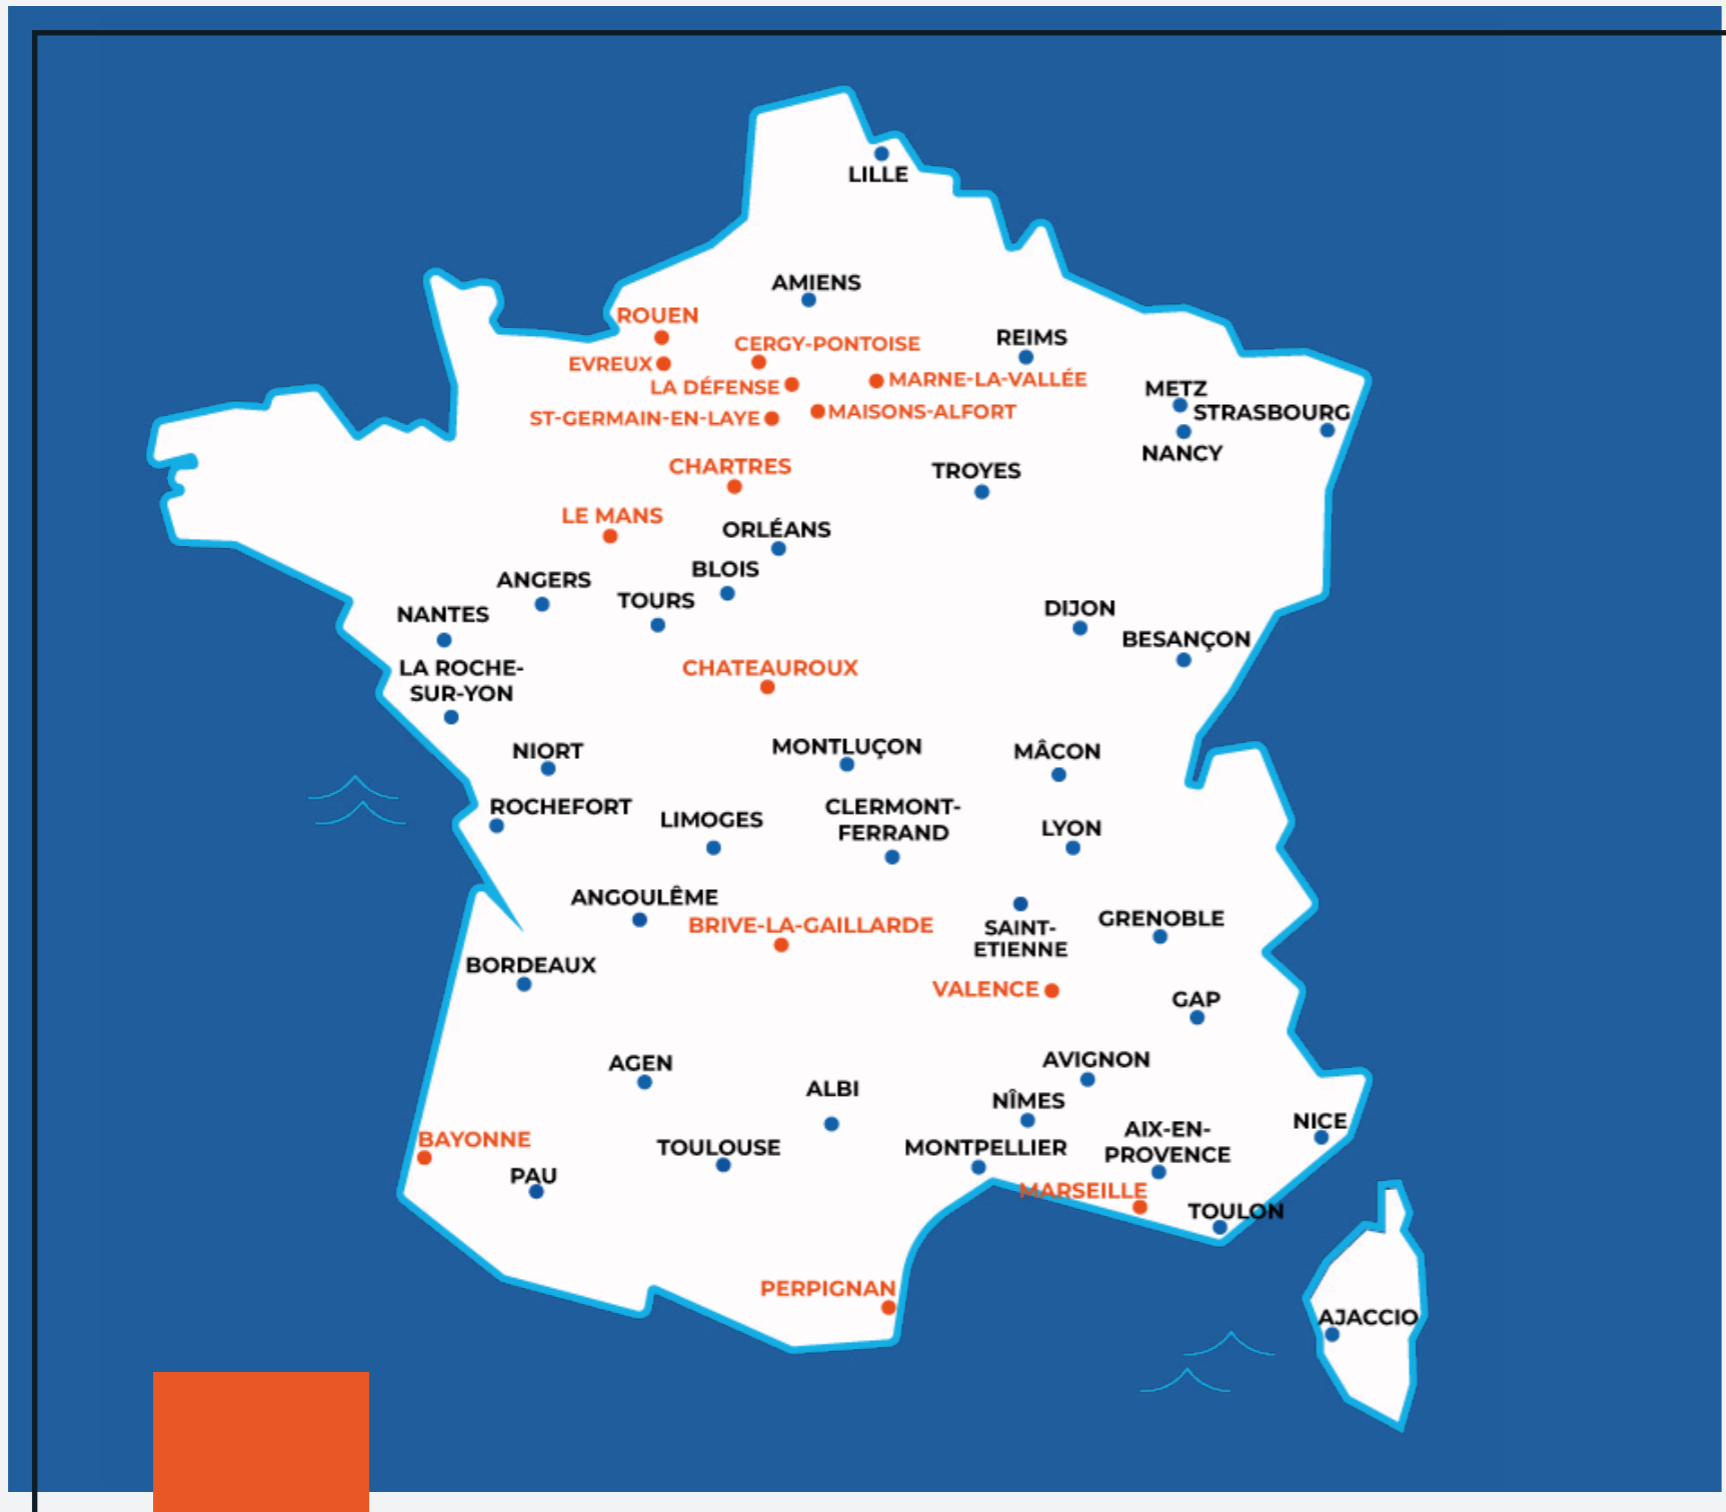 LILLE
AMIENS
ROUEN
REIMS
CERGY-PONTOISE
EVREUX
MARNE-LA-VALLÉE
LA DÉFENSE
METZ
MAISONS-ALFORT
STRASBOURG
ST-GERMAIN-EN-LAYE
NANCY
CHARTRES
TROYES
LE MANS
ORLÉANS
BLOIS
ANGERS
TOURS
DIJON
NANTES
BESANÇON
LA ROCHE-
SUR-YON
CHATEAUROUX
MONTLUÇON
NIORT
MÂCON
ROCHEFORT
CLERMONT-
FERRAND
LIMOGES
LYON
ANGOULÊME
BRIVE-LA-GAILLARDE
SAINT-
ETIENNE
GRENOBLE
BORDEAUX
VALENCE
GAP
AGEN
AVIGNON
ALBI
NÎMES
NICE
AIX-EN-
PROVENCE
BAYONNE
TOULOUSE
MONTPELLIER
PAU
MARSEILLE
TOULON
PERPIGNAN
AJACCIO